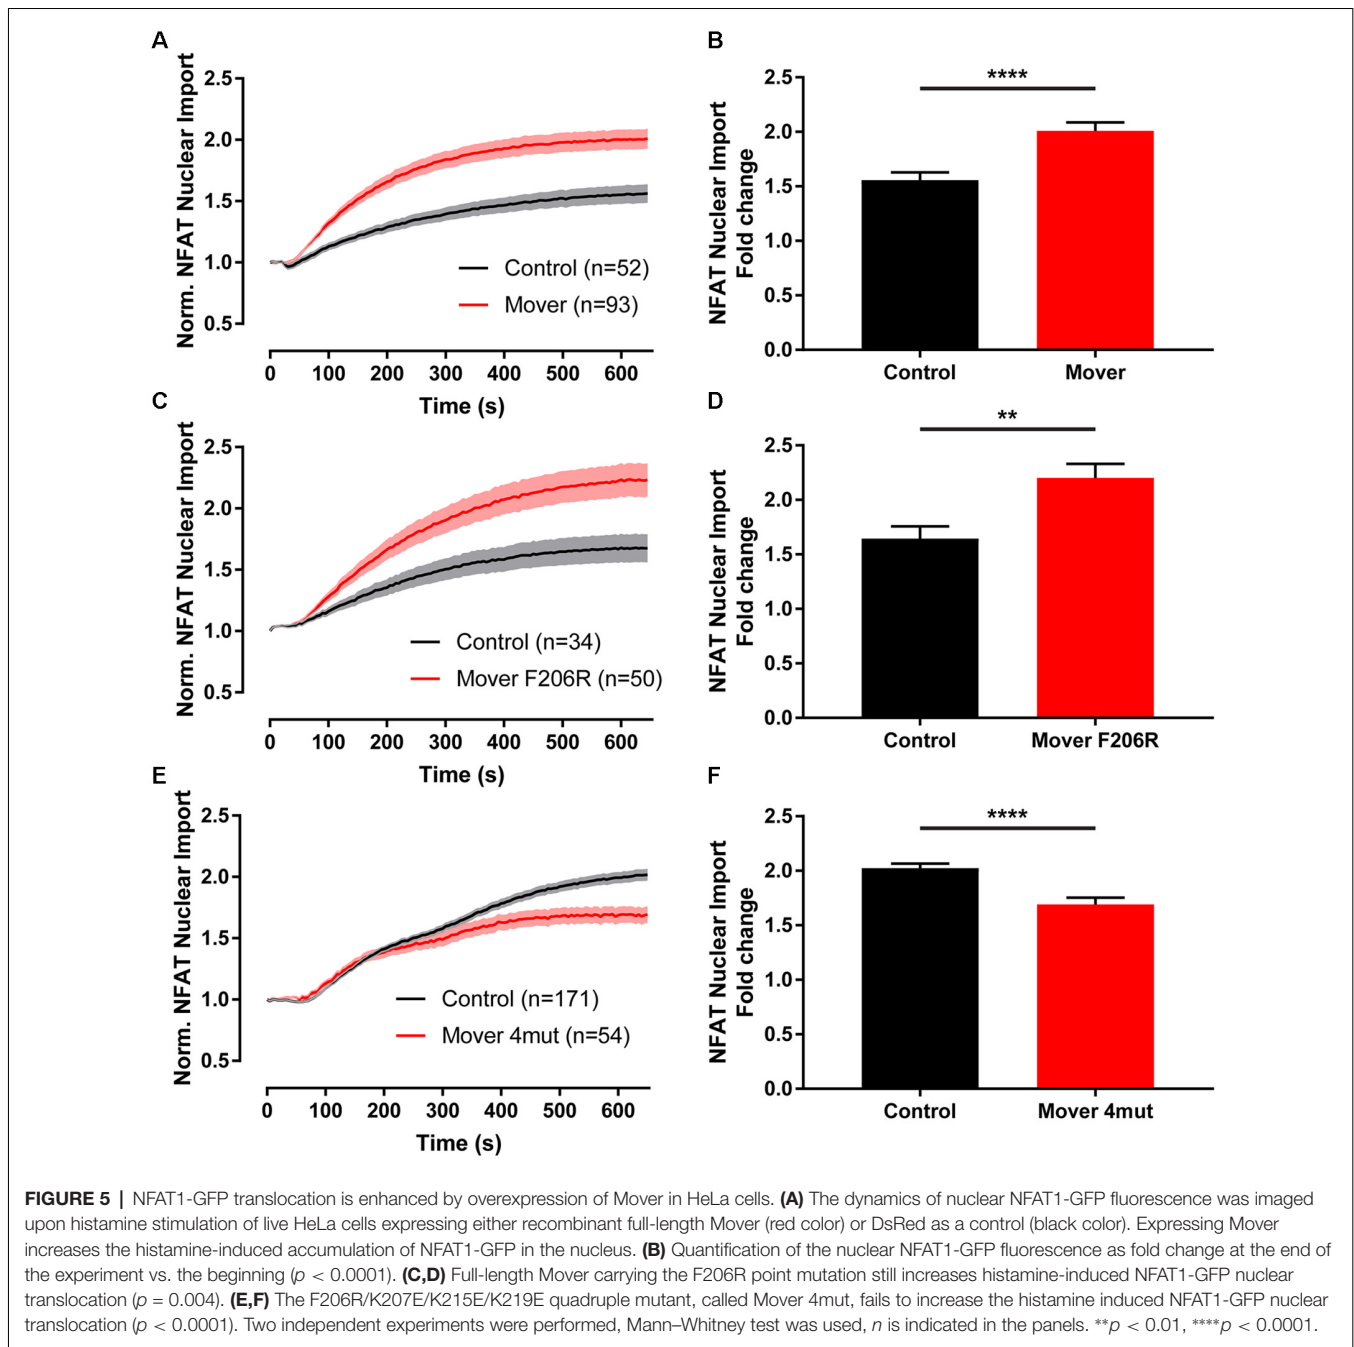 A
Norm. NFAT Nuclear Import
2.5
2.0
1.5
1.0
0.5
Control (n=52)
Mover (n=93)
0 100 200 300 400 500 600
Time (s)
B
NFAT Nuclear Import
Fold change
2.5
2.0
1.5
1.0
0.5
0.0
****
Control Mover
C
Norm. NFAT Nuclear Import
2.5
2.0
1.5
1.0
0.5
Control (n=34)
Mover F206R (n=50)
0 100 200 300 400 500 600
Time (s)
D
NFAT Nuclear Import
Fold change
2.5
2.0
1.5
1.0
0.5
0.0
**
Control Mover F206R
E
Norm. NFAT Nuclear Import
2.5
2.0
1.5
1.0
0.5
Control (n=171)
Mover 4mut (n=54)
0 100 200 300 400 500 600
Time (s)
F
NFAT Nuclear Import
Fold change
2.5
2.0
1.5
1.0
0.5
0.0
****
Control Mover 4mut
FIGURE 5 | NFAT1-GFP translocation is enhanced by overexpression of Mover in HeLa cells. (A) The dynamics of nuclear NFAT1-GFP fluorescence was imaged
upon histamine stimulation of live HeLa cells expressing either recombinant full-length Mover (red color) or DsRed as a control (black color). Expressing Mover
increases the histamine-induced accumulation of NFAT1-GFP in the nucleus. (B) Quantification of the nuclear NFAT1-GFP fluorescence as fold change at the end of
the experiment vs. the beginning (p < 0.0001). (C,D) Full-length Mover carrying the F206R point mutation still increases histamine-induced NFAT1-GFP nuclear
translocation (p = 0.004). (E,F) The F206R/K207E/K215E/K219E quadruple mutant, called Mover 4mut, fails to increase the histamine induced NFAT1-GFP nuclear
translocation (p < 0.0001). Two independent experiments were performed, Mann–Whitney test was used, n is indicated in the panels. **p < 0.01, ****p < 0.0001.